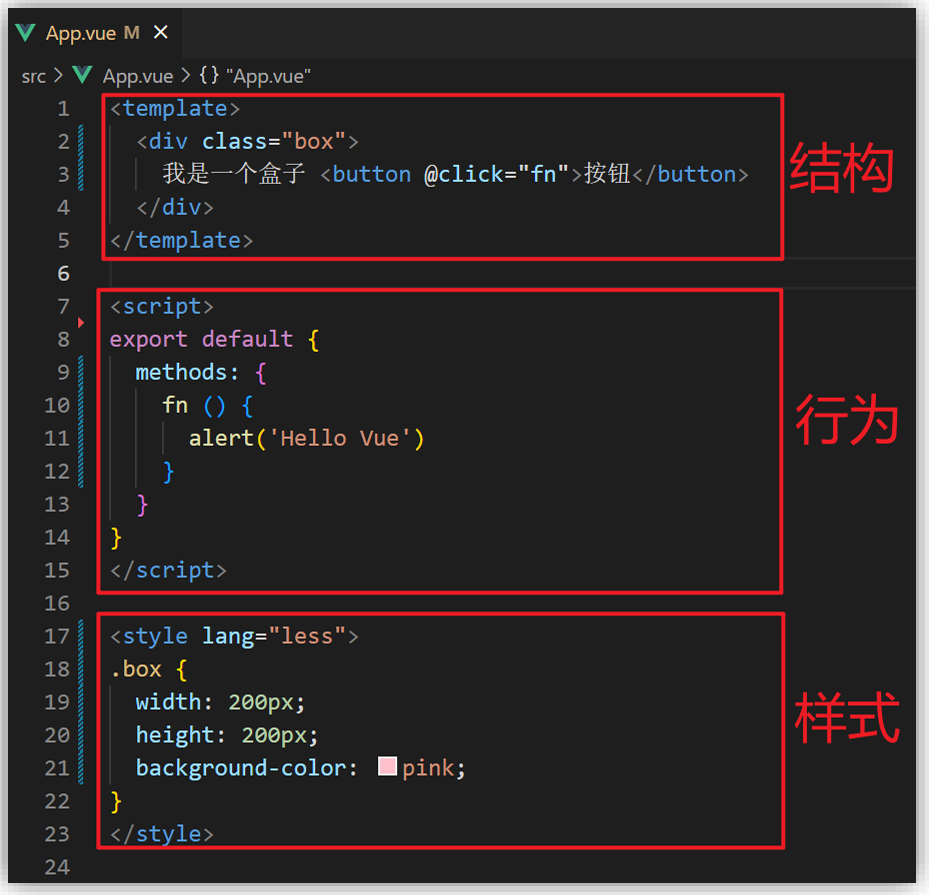 App.vue M ×
src > App.vue > {} "App.vue"
1 <template>
2 <div class="box">
3 我是一个盒子 <button @click="fn">按钮</button>
4 </div>
5 </template>
结构
6
7 <script>
8 export default {
9 methods: {
10 fn () {
11 alert('Hello Vue')
12 }
13 }
14 }
15 </script>
行为
16
17 <style lang="less">
18 .box {
19 width: 200px;
20 height: 200px;
21 background-color: pink;
22 }
23 </style>
样式
24